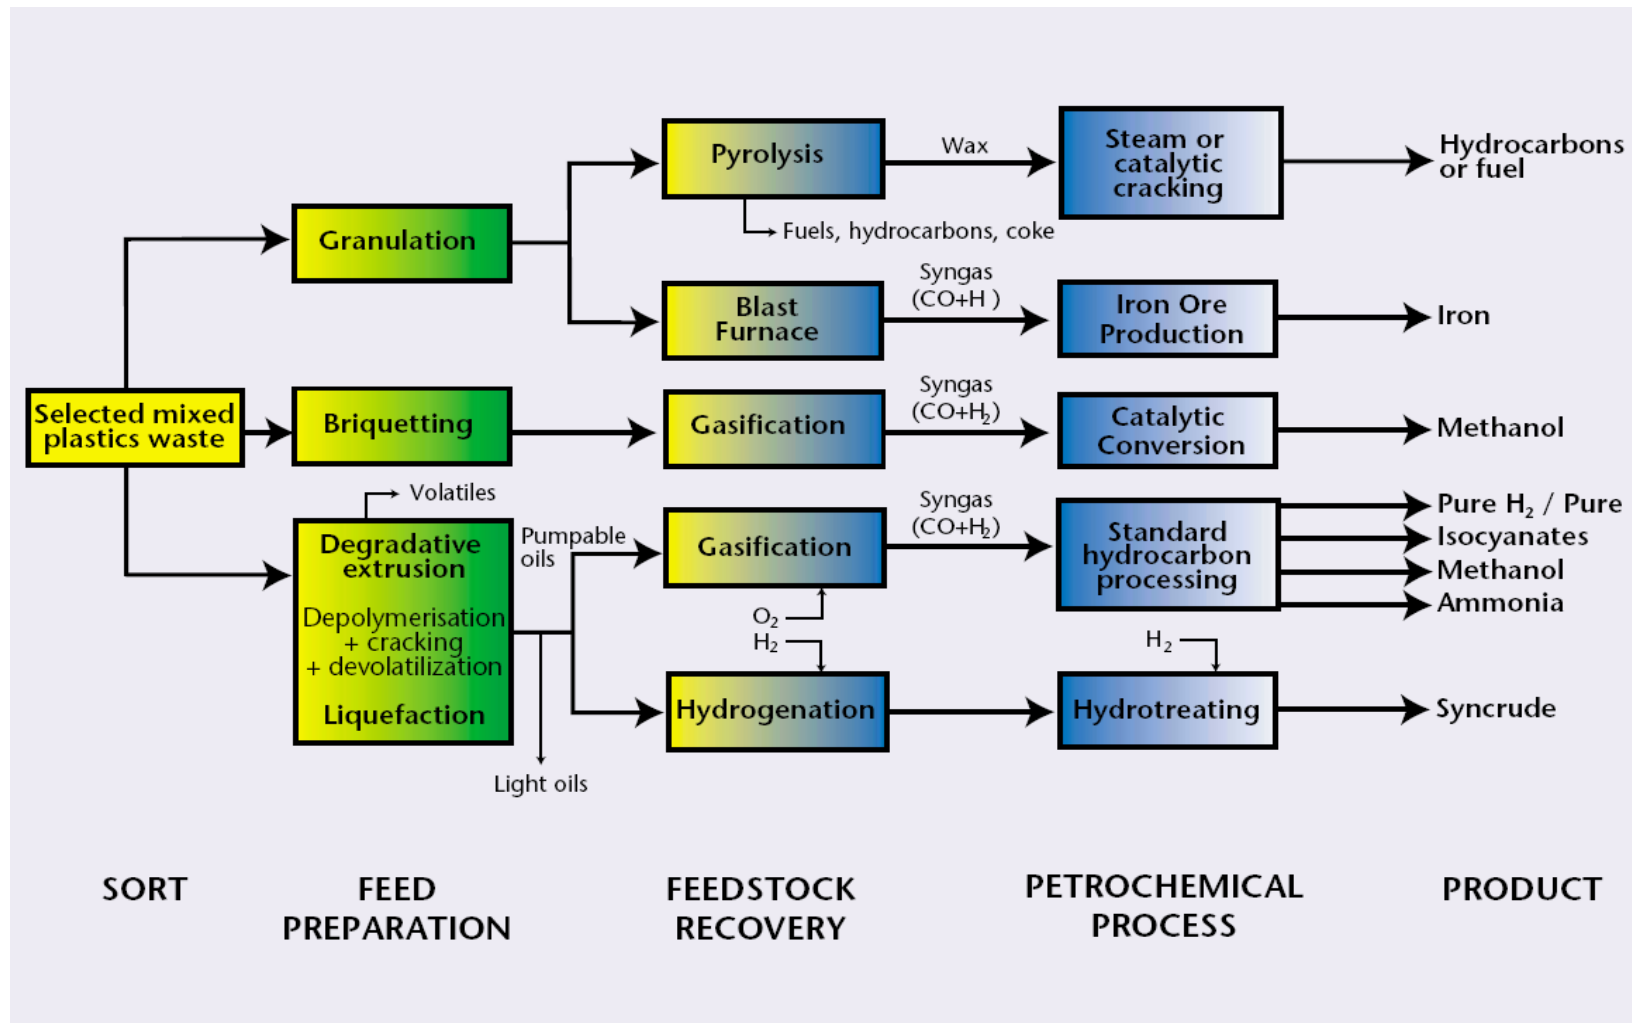 Pyrolysis
Wax
Steam or
catalytic
cracking
Hydrocarbons
or fuel
Granulation
Fuels, hydrocarbons, coke
Blast
Furnace
Syngas
(CO+H )
Iron Ore
Production
Iron
Selected mixed
plastics waste
Briquetting
Gasification
Syngas
(CO+H₂)
Catalytic
Conversion
Methanol
Volatiles
Degradative
extrusion
Depolymerisation
+ cracking
+ devolatilization
Liquefaction
Pumpable
oils
Light oils
Gasification
O₂
H₂
Syngas
(CO+H₂)
Standard
hydrocarbon
processing
Pure H₂ / Pure
Isocyanates
Methanol
Ammonia
Hydrogenation
H₂
Hydrotreating
Syncrude
SORT
FEED
PREPARATION
FEEDSTOCK
RECOVERY
PETROCHEMICAL
PROCESS
PRODUCT